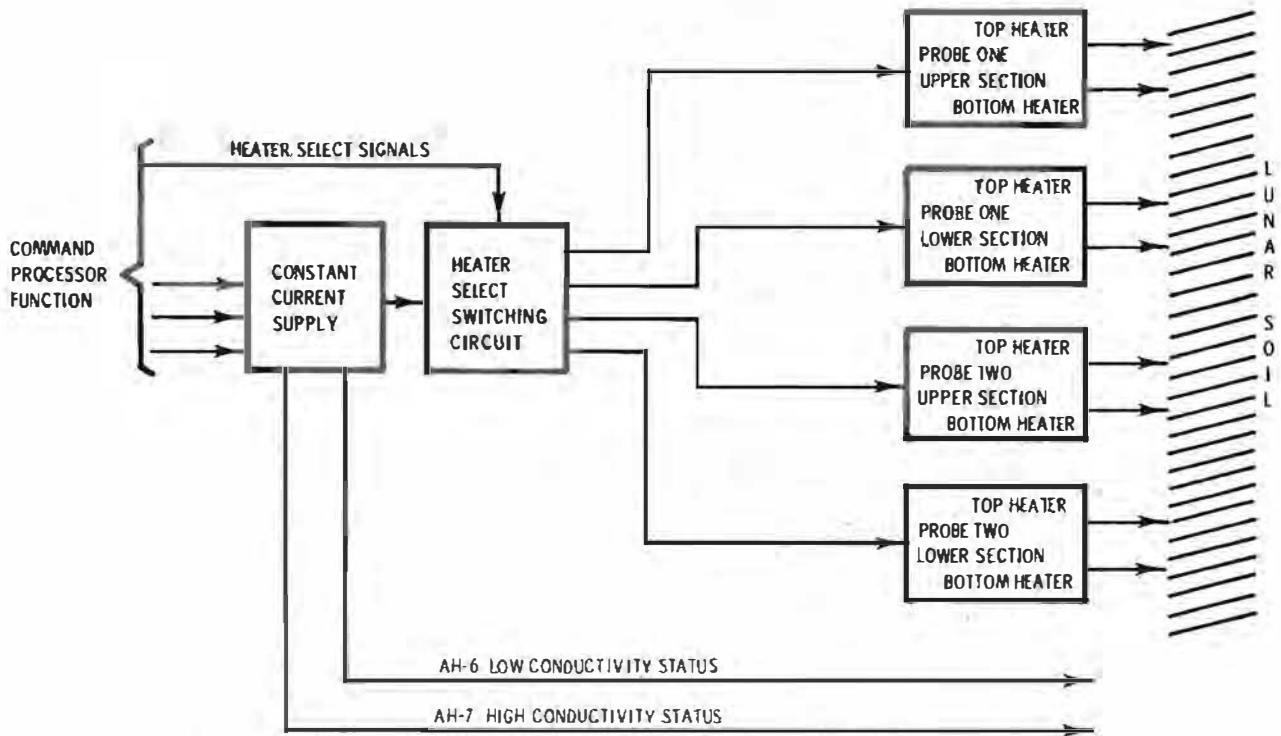 COMMAND
PROCESSOR
FUNCTION
HEATER SELECT SIGNALS
CONSTANT
CURRENT
SUPPLY
HEATER
SELECT
SWITCHING
CIRCUIT
TOP HEATER
PROBE ONE
UPPER SECTION
BOTTOM HEATER
TOP HEATER
PROBE ONE
LOWER SECTION
BOTTOM HEATER
TOP HEATER
PROBE TWO
UPPER SECTION
BOTTOM HEATER
TOP HEATER
PROBE TWO
LOWER SECTION
BOTTOM HEATER
LUNAR SOIL
AH-6 LOW CONDUCTIVITY STATUS
AH-7 HIGH CONDUCTIVITY STATUS